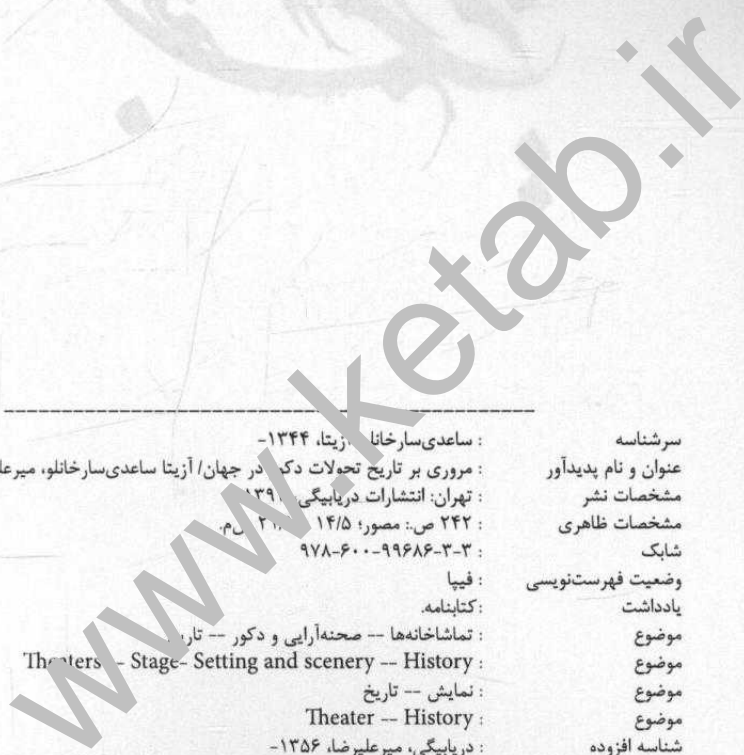 سرشناسه : ساعدی‌سارخانلو، آزیتا، ۱۳۴۴-
عنوان و نام پدیدآور : مروری بر تاریخ تحولات دکور در جهان/ آزیتا ساعدی‌سارخانلو، میرعل
مشخصات نشر : تهران: انتشارات دریابیگی،
مشخصات ظاهری : ۲۴۲ ص.: مصور؛ ۱۴/۵
شابک : ۹۷۸-۶۰۰-۹۹۶۸۶-۳-۳
وضعیت فهرست‌نویسی : فیپا
یادداشت : کتابنامه.
موضوع : تماشاخانه‌ها -- صحنه‌آرایی و دکور -- تاریخ
موضوع : Theaters -- Stage- Setting and scenery -- History
موضوع : نمایش -- تاریخ
موضوع : Theater -- History
شناسه افزوده : دریابیگی، میرعلیرضا، ۱۳۵۶-
www.ketab.ir